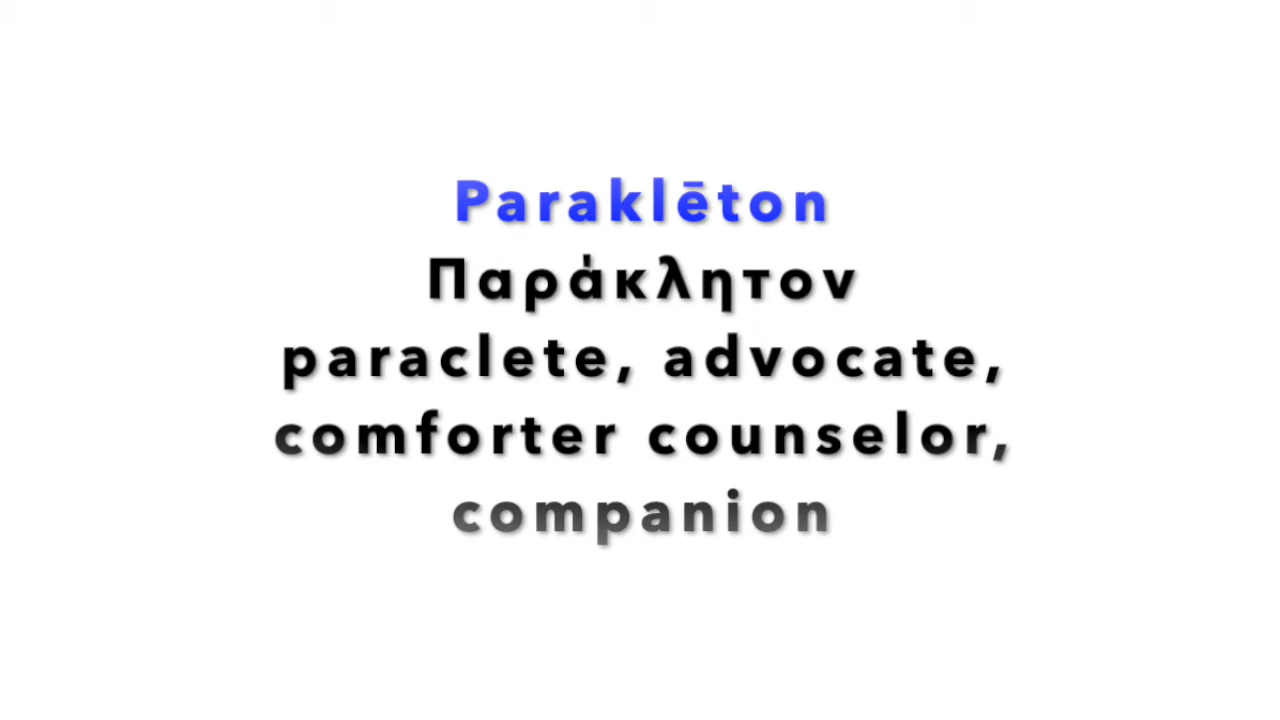 Paraklēton
Παράκλητον
paraclete, advocate,
comforter counselor,
companion